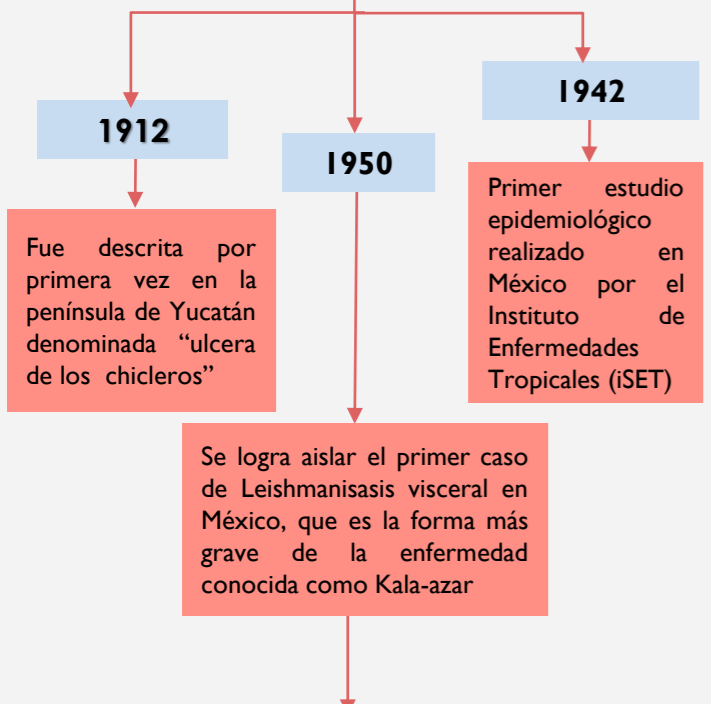 1912
Fue descrita por
primera vez en la
península de Yucatán
denominada “ulcera
de los chicleros”
1950
Se logra aislar el primer caso
de Leishmanisasis visceral en
México, que es la forma más
grave de la enfermedad
conocida como Kala-azar
1942
Primer estudio
epidemiológico
realizado en
México por el
Instituto de
Enfermedades
Tropicales (iSET)